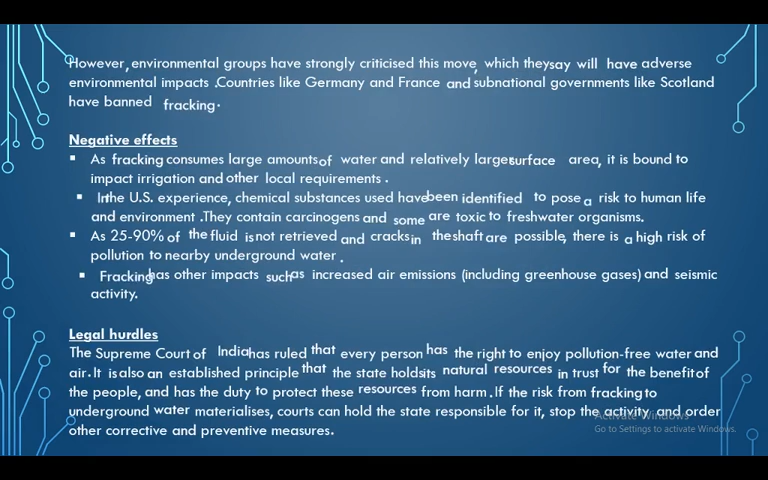 However, environmental groups have strongly criticised this move, which they say will have adverse
environmental impacts .Countries like Germany and France and subnational governments like Scotland
have banned fracking.
Negative effects
▪ As fracking consumes large amounts of water and relatively large surface area, it is bound to
impact irrigation and other local requirements .
▪ In the U.S. experience, chemical substances used have been identified to pose a risk to human life
and environment .They contain carcinogens and some are toxic to freshwater organisms.
▪ As 25-90% of the fluid is not retrieved and cracks in the shaft are possible, there is a high risk of
pollution to nearby underground water .
▪ Fracking has other impacts such as increased air emissions (including greenhouse gases) and seismic
activity.
Legal hurdles
The Supreme Court of India has ruled that every person has the right to enjoy pollution-free water and
air. It is also an established principle that the state holds its natural resources in trust for the benefit of
the people, and has the duty to protect these resources from harm .If the risk from fracking to
underground water materialises, courts can hold the state responsible for it, stop the activity and order
other corrective and preventive measures.
Activate Windows
Go to Settings to activate Windows.